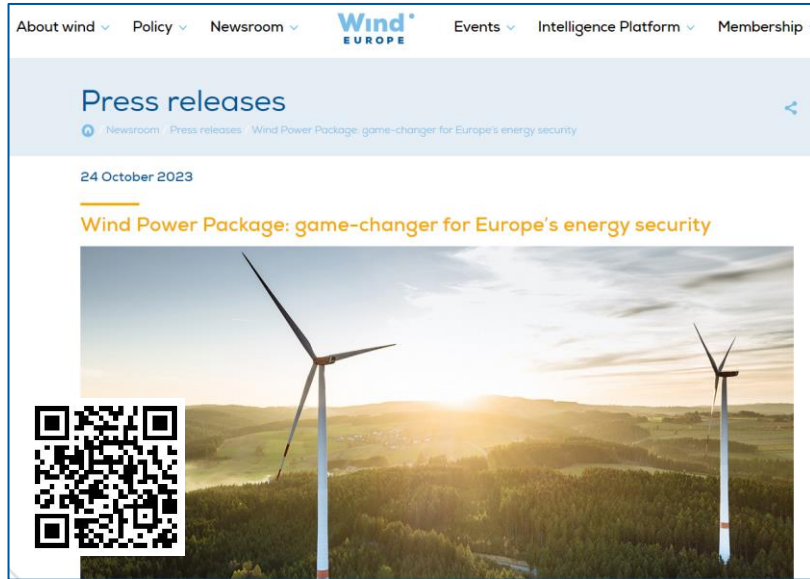 About wind Policy Newsroom Wind EUROPE Events Intelligence Platform Membership
Press releases
Newsroom Press releases Wind Power Package: game-changer for Europe's energy security
24 October 2023
Wind Power Package: game-changer for Europe's energy security